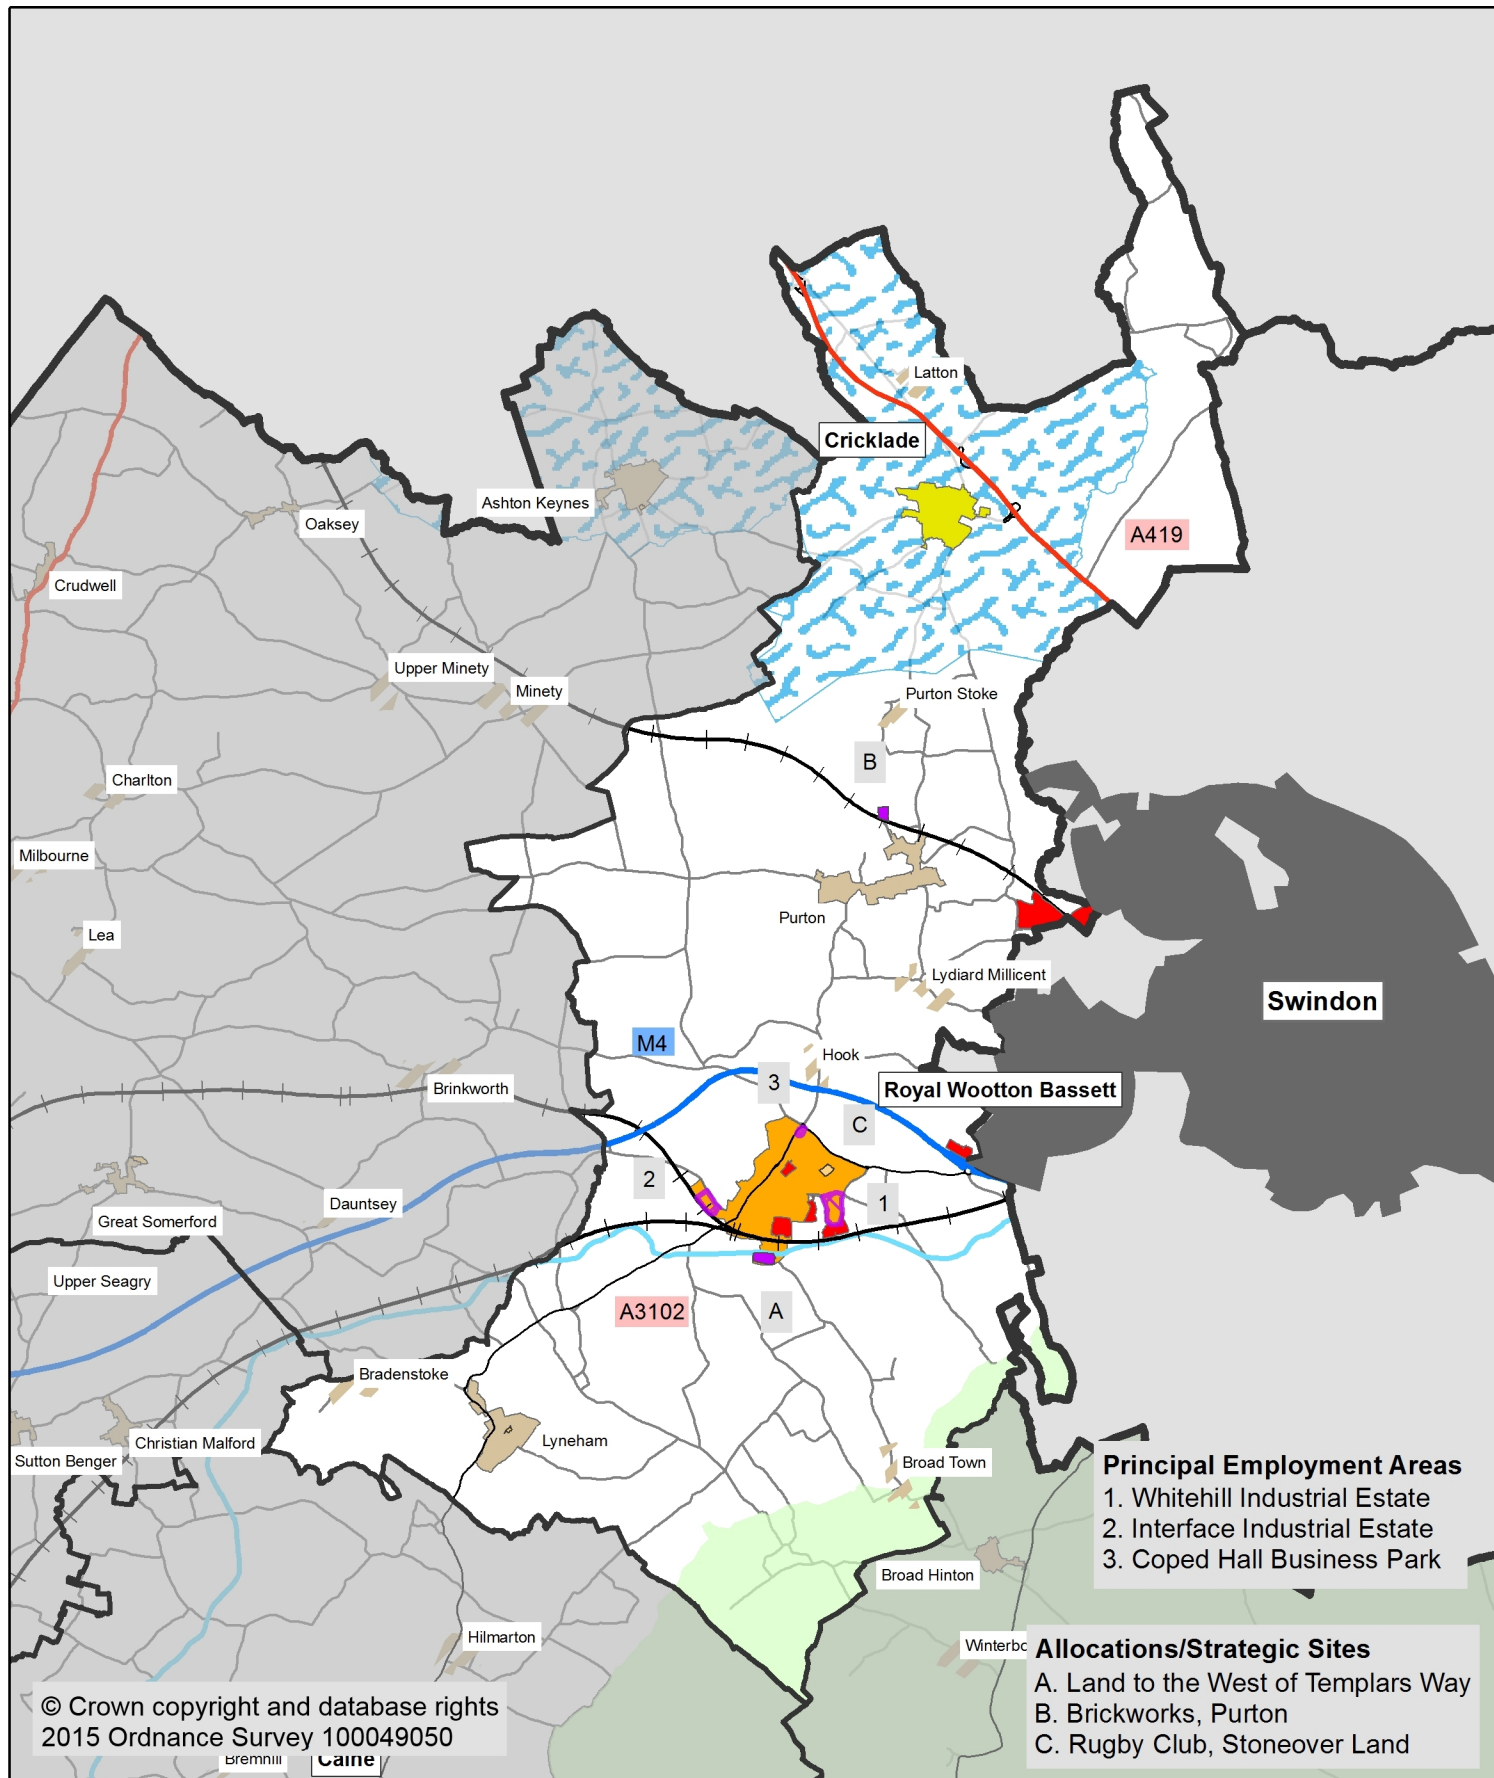 Latton
Cricklade
Ashton Keynes
Oaksey
A419
Crudwell
Upper Minety
Minety
Purton Stoke
B
Charlton
Milbourne
Purton
Lea
Lydiard Millicent
Swindon
M4
Hook
3
Brinkworth
Royal Wootton Bassett
C
2
1
Dauntsey
Great Somerford
Upper Seagry
A3102
A
Bradenstoke
Christian Malford
Lyneham
Sutton Benger
Broad Town
Principal Employment Areas
1. Whitehill Industrial Estate
2. Interface Industrial Estate
3. Coped Hall Business Park
Broad Hinton
Hilmarton
Winterbo
Allocations/Strategic Sites
A. Land to the West of Templars Way
B. Brickworks, Purton
C. Rugby Club, Stoneover Land
© Crown copyright and database rights
2015 Ordnance Survey 100049050
Bremhill
Calne